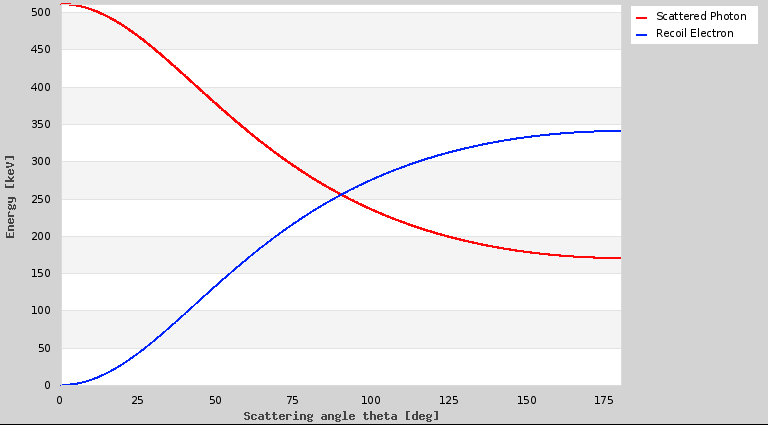 500
450
400
350
300
250
200
150
100
50
0
Energy [keV]
0 25 50 75 100 125 150 175
Scattering angle theta [deg]
Scattered Photon
Recoil Electron